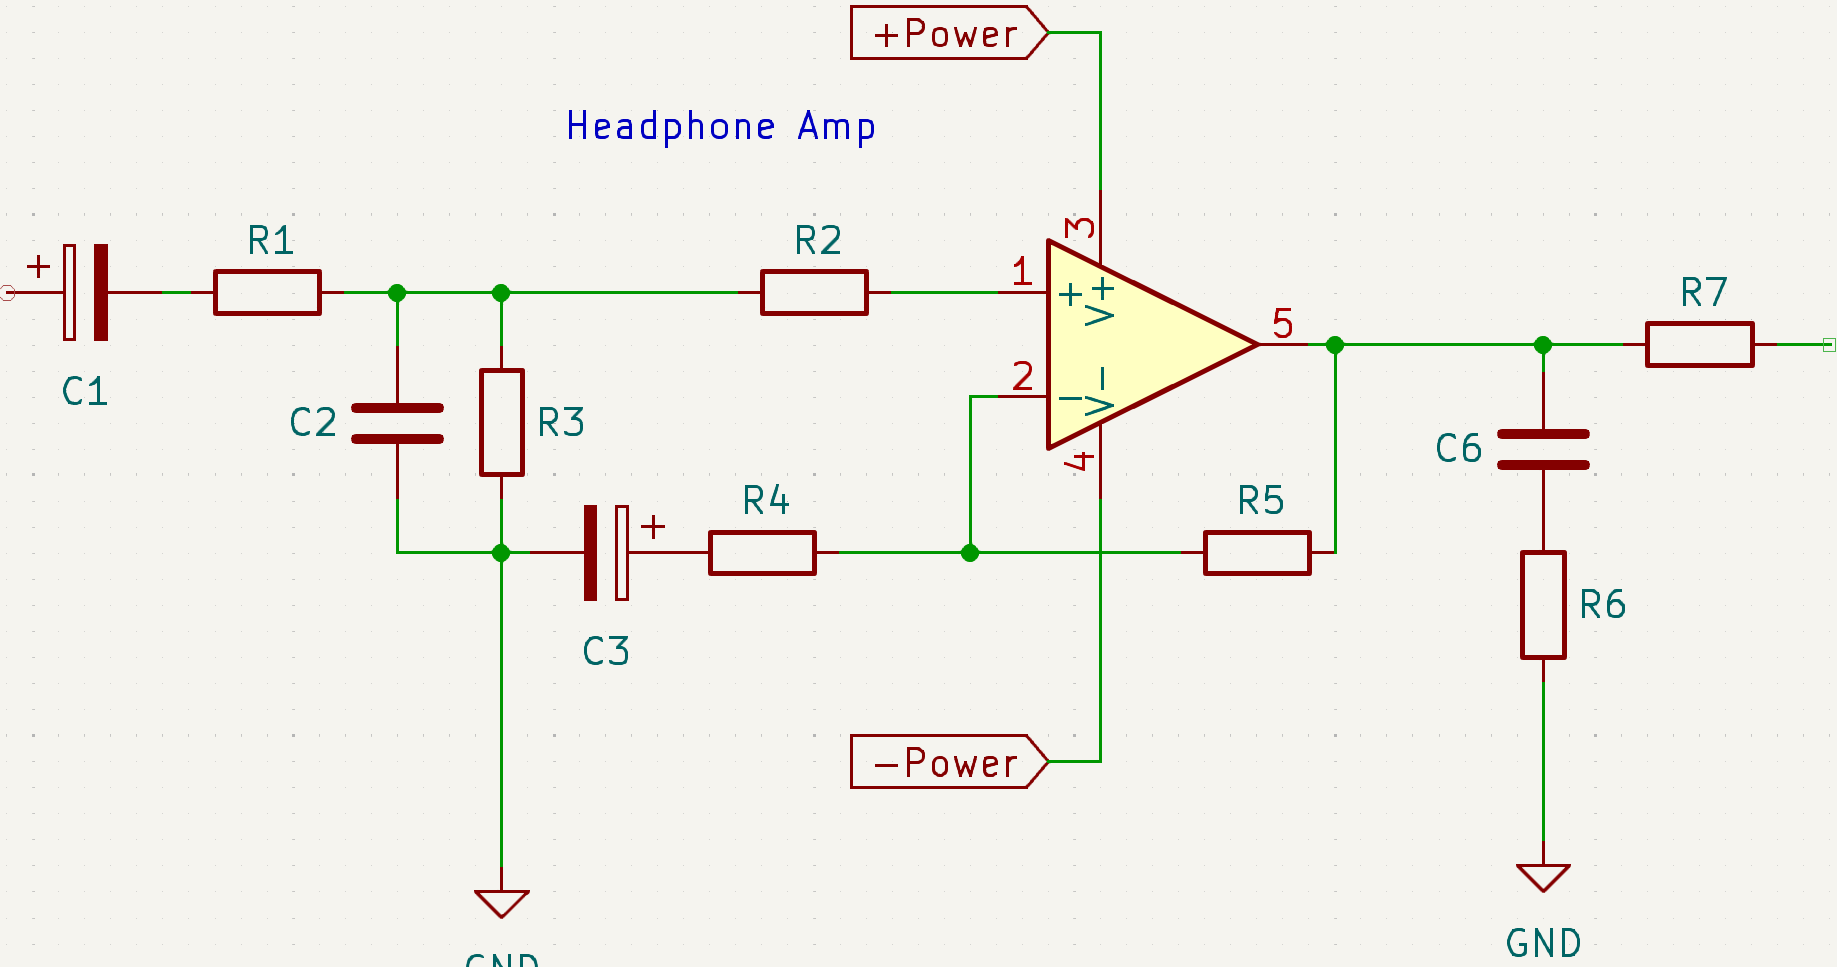 +Power
Headphone Amp
3
R1
R2
1
+
V+
R7
+
5
2
-
V-
C1
C2
R3
4
C6
R4
R5
+
R6
C3
-Power
GND
GND